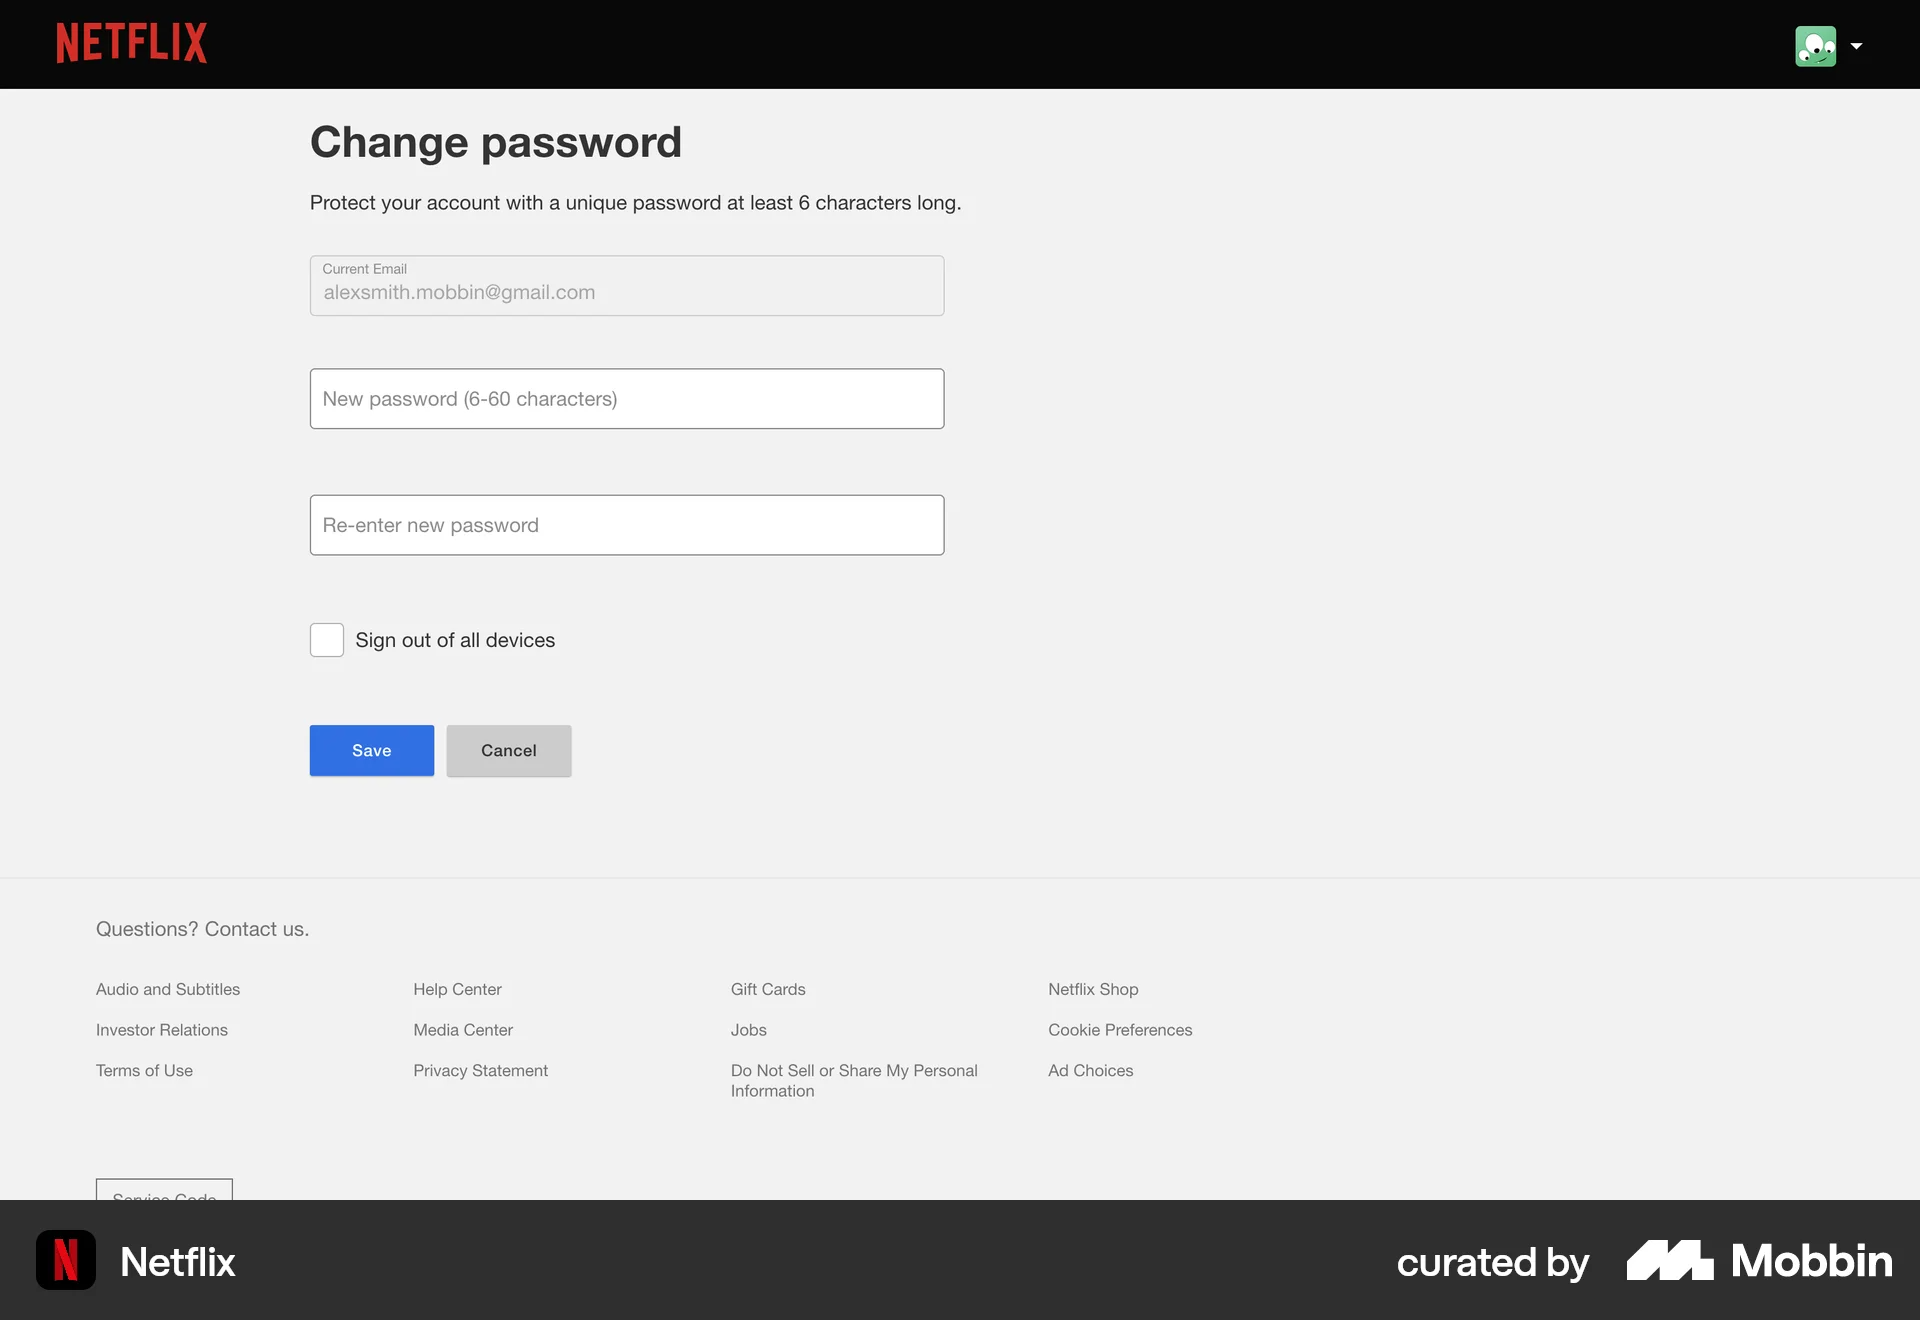 NETFLIX
Change password
Protect your account with a unique password at least 6 characters long.
Current Email
alexsmith.mobbin@gmail.com
New password (6-60 characters)
Re-enter new password
Sign out of all devices
Save
Cancel
Questions? Contact us.
Audio and Subtitles
Help Center
Gift Cards
Netflix Shop
Investor Relations
Media Center
Jobs
Cookie Preferences
Terms of Use
Privacy Statement
Do Not Sell or Share My Personal
Information
Ad Choices
Service Code
N
Netflix
curated by
Mobbin